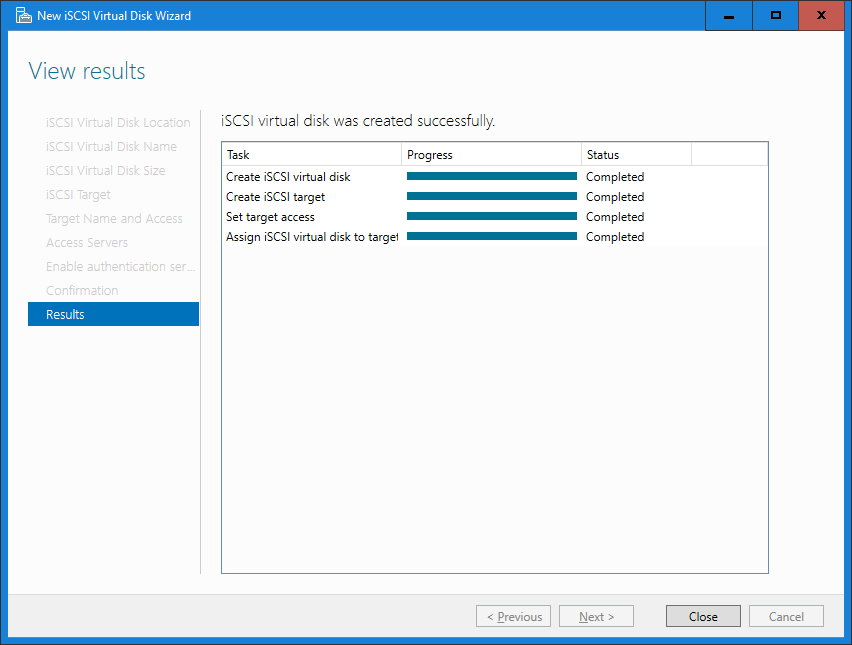 New iSCSI Virtual Disk Wizard
View results
iSCSI Virtual Disk Location
iSCSI Virtual Disk Name
iSCSI Virtual Disk Size
iSCSI Target
Target Name and Access
Access Servers
Enable authentication ser...
Confirmation
Results
iSCSI virtual disk was created successfully.
Task Progress Status
Create iSCSI virtual disk Completed
Create iSCSI target Completed
Set target access Completed
Assign iSCSI virtual disk to target Completed
< Previous Next > Close Cancel